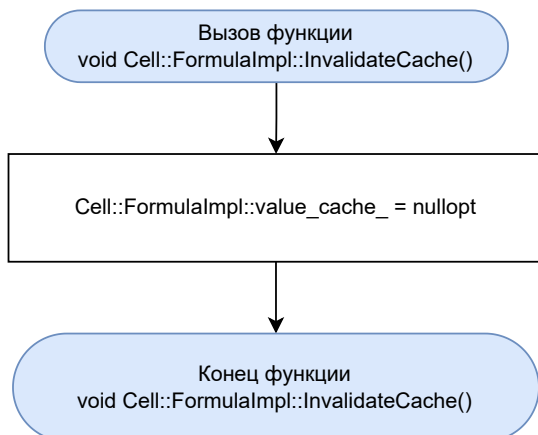 Вызов функции
void Cell::FormulaImpl::InvalidateCache()
Cell::FormulaImpl::value_cache_ = nullopt
Конец функции
void Cell::FormulaImpl::InvalidateCache()